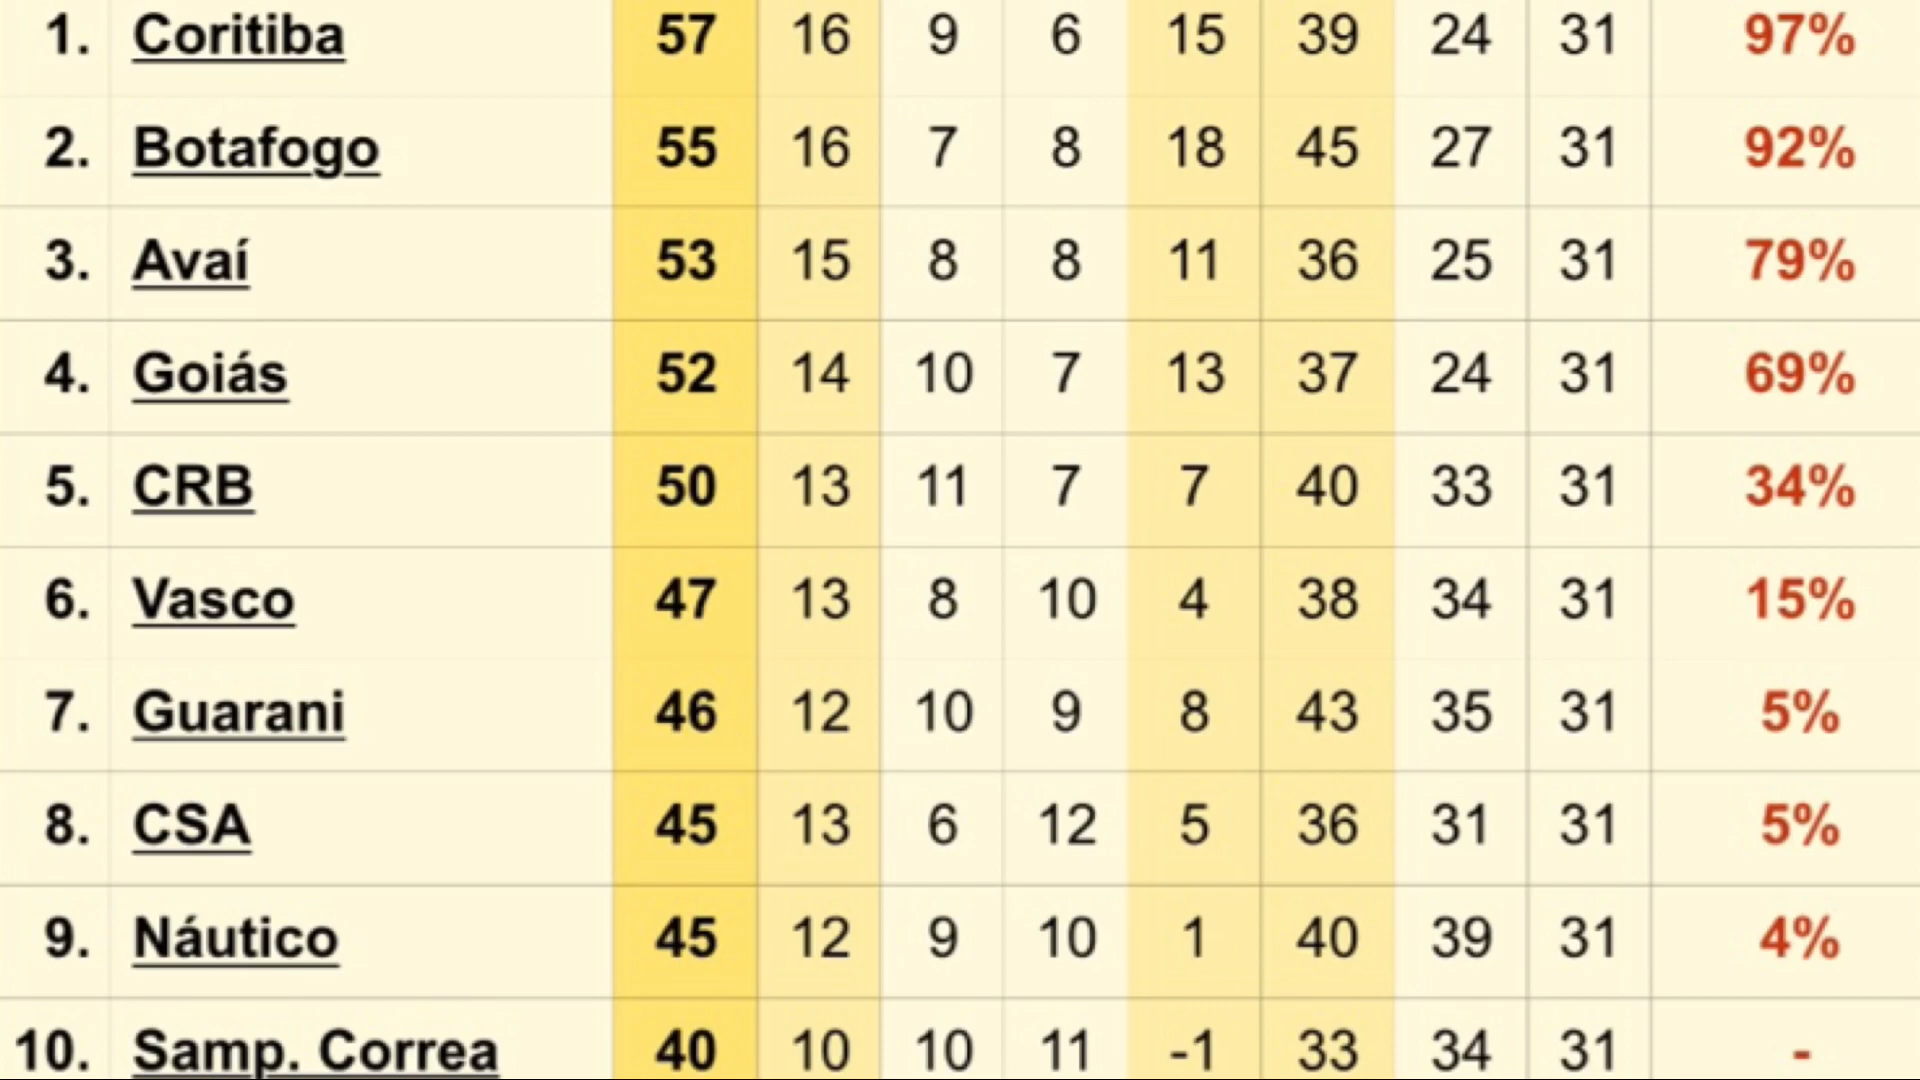 1. Coritiba 57 16 9 6 15 39 24 31 97%
2. Botafogo 55 16 7 8 18 45 27 31 92%
3. Avaí 53 15 8 8 11 36 25 31 79%
4. Goiás 52 14 10 7 13 37 24 31 69%
5. CRB 50 13 11 7 7 40 33 31 34%
6. Vasco 47 13 8 10 4 38 34 31 15%
7. Guarani 46 12 10 9 8 43 35 31 5%
8. CSA 45 13 6 12 5 36 31 31 5%
9. Náutico 45 12 9 10 1 40 39 31 4%
10. Samp. Correa 40 10 10 11 -1 33 34 31 -